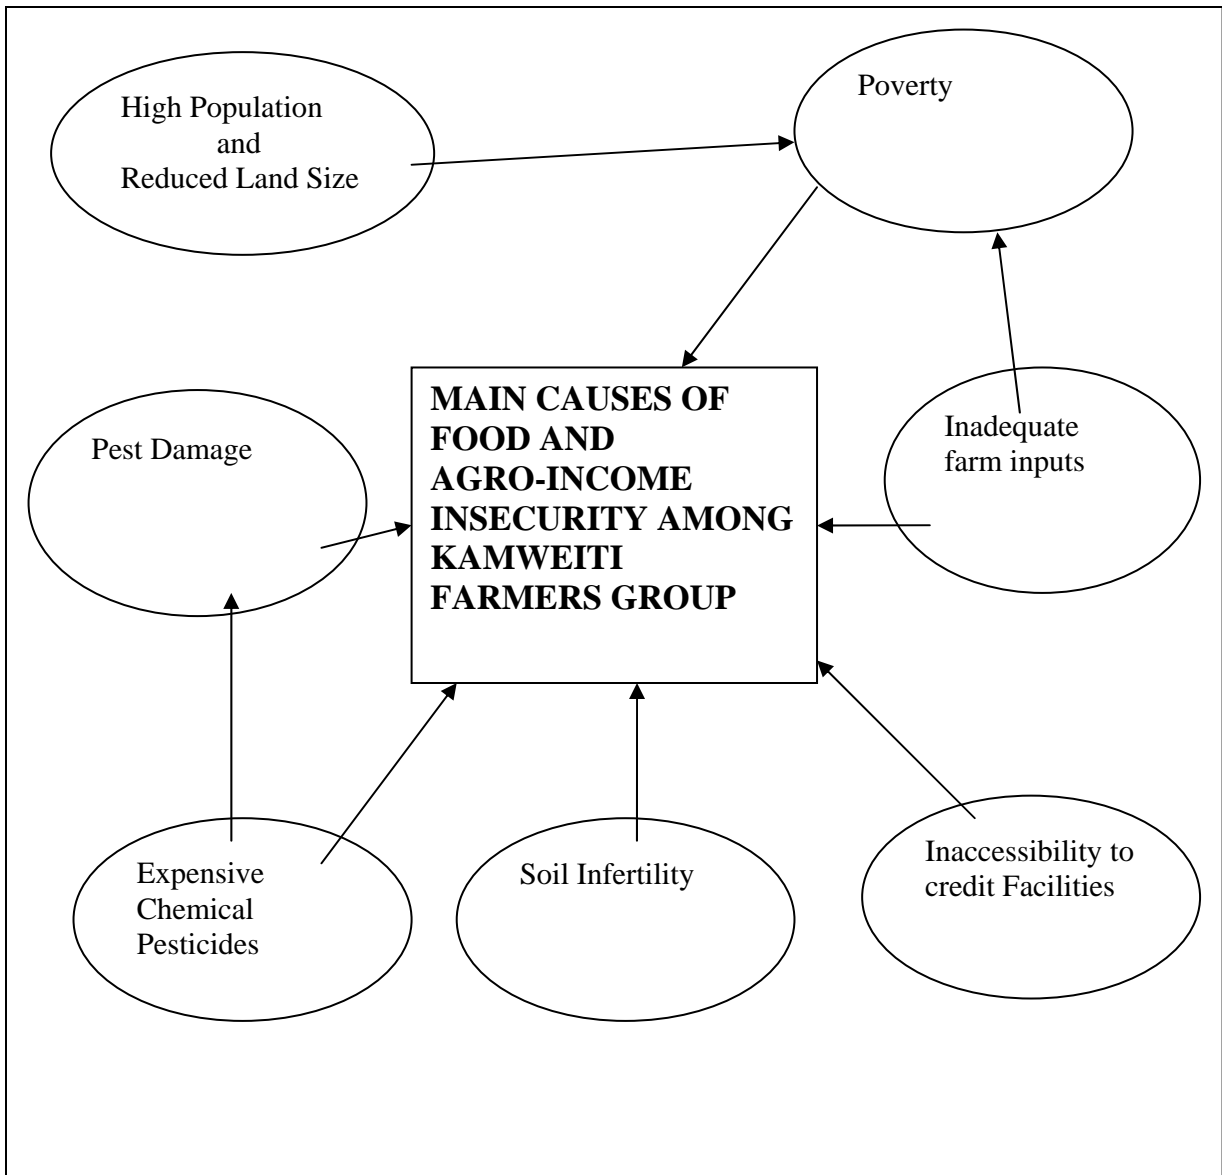 High Population
and
Reduced Land Size
Poverty
Pest Damage
MAIN CAUSES OF
FOOD AND
AGRO-INCOME
INSECURITY AMONG
KAMWEITI
FARMERS GROUP
Inadequate
farm inputs
Expensive
Chemical
Pesticides
Soil Infertility
Inaccessibility to
credit Facilities